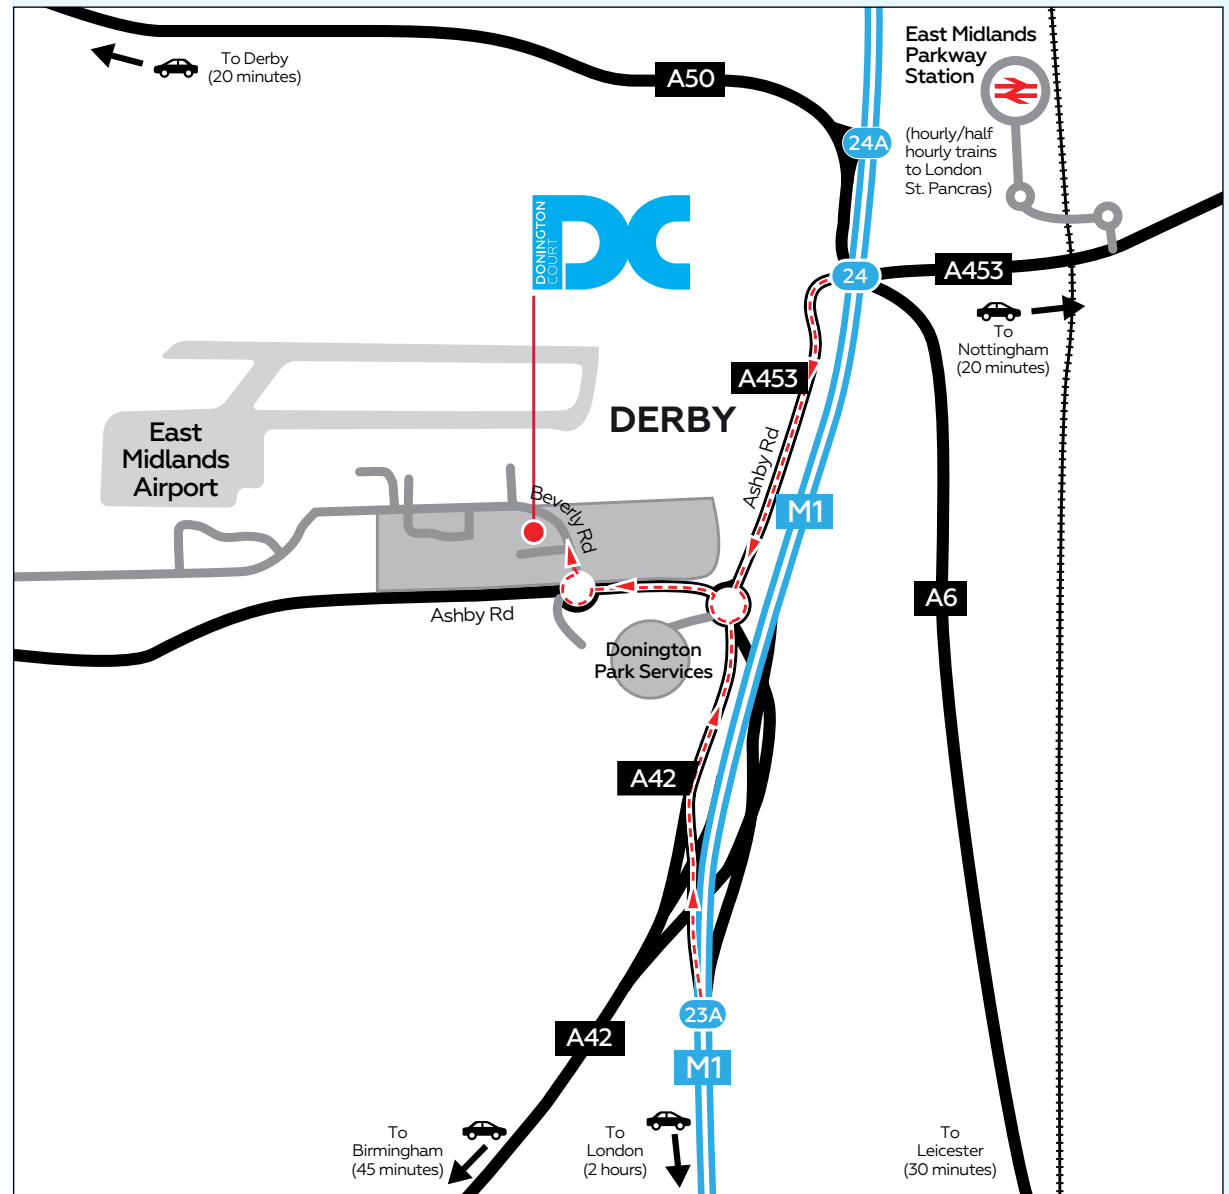 To Derby
(20 minutes)
A50
East Midlands
Parkway
Station
24A
(hourly/half
hourly trains
to London
St. Pancras)
DONINGTON
COURT
DC
24
A453
To
Nottingham
(20 minutes)
A453
DERBY
East
Midlands
Airport
Ashby Rd
Beverly Rd
M1
A6
Ashby Rd
Donington
Park Services
A42
23A
A42
M1
To
Birmingham
(45 minutes)
To
London
(2 hours)
To
Leicester
(30 minutes)